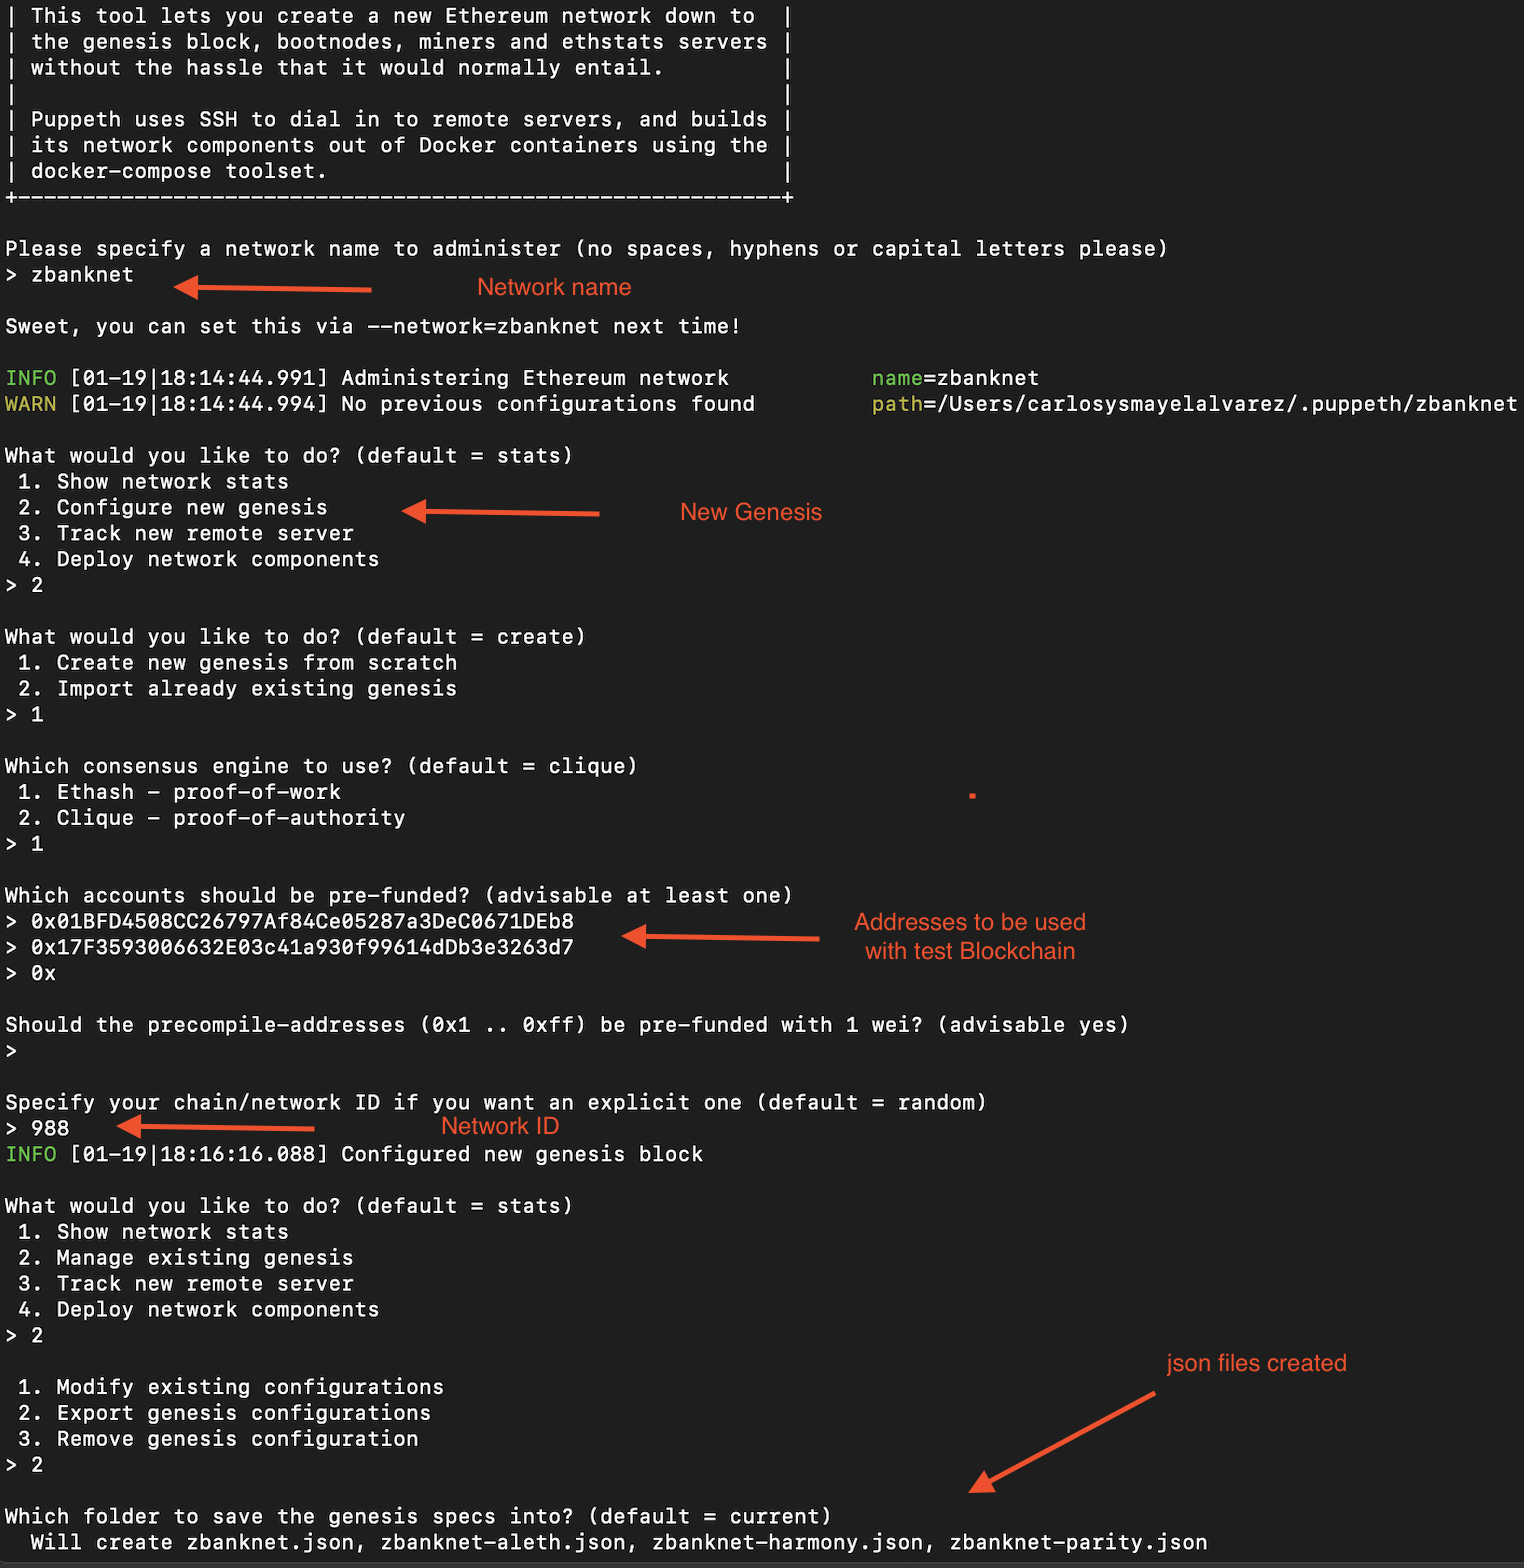 | This tool lets you create a new Ethereum network down to |
| the genesis block, bootnodes, miners and ethstats servers |
| without the hassle that it would normally entail. |
| |
| Puppeth uses SSH to dial in to remote servers, and builds |
| its network components out of Docker containers using the |
| docker-compose toolset. |
+-----------------------------------------------------------+
Please specify a network name to administer (no spaces, hyphens or capital letters please)
> zbanknet
Network name
Sweet, you can set this via --network=zbanknet next time!
INFO [01-19|18:14:44.991] Administering Ethereum network name=zbanknet
WARN [01-19|18:14:44.994] No previous configurations found path=/Users/carlosysmayelalvarez/.puppeth/zbanknet
What would you like to do? (default = stats)
1. Show network stats
2. Configure new genesis
New Genesis
3. Track new remote server
4. Deploy network components
> 2
What would you like to do? (default = create)
1. Create new genesis from scratch
2. Import already existing genesis
> 1
Which consensus engine to use? (default = clique)
1. Ethash - proof-of-work
2. Clique - proof-of-authority
> 1
Which accounts should be pre-funded? (advisable at least one)
> 0x01BFD4508CC26797Af84Ce05287a3DeC0671DEb8
> 0x17F3593006632E03c41a930f99614dDb3e3263d7
> 0x
Addresses to be used
with test Blockchain
Should the precompile-addresses (0x1 .. 0xff) be pre-funded with 1 wei? (advisable yes)
>
Specify your chain/network ID if you want an explicit one (default = random)
> 988
Network ID
INFO [01-19|18:16:16.088] Configured new genesis block
What would you like to do? (default = stats)
1. Show network stats
2. Manage existing genesis
3. Track new remote server
4. Deploy network components
> 2
json files created
1. Modify existing configurations
2. Export genesis configurations
3. Remove genesis configuration
> 2
Which folder to save the genesis specs into? (default = current)
Will create zbanknet.json, zbanknet-aleth.json, zbanknet-harmony.json, zbanknet-parity.json